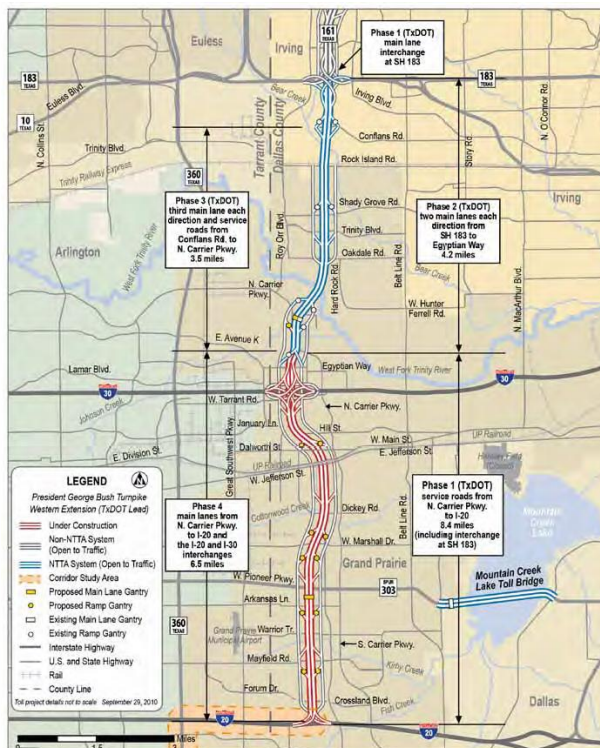 Euless
Irving
161
TEXAS
Phase 1 (TxDOT)
main lane
interchange
at SH 183
183
TEXAS
Euless Blvd.
Bear Creek
Irving Blvd.
183
TEXAS
10
TEXAS
N. Collins St.
Tarrant County
Dallas County
Conflans Rd.
Story Rd.
N. O'Connor Rd.
Trinity Blvd.
Rock Island Rd.
Trinity Railway Express
360
TEXAS
Irving
Phase 3 (TxDOT)
third main lane each
direction and service
roads from
Conflans Rd. to
N. Carrier Pkwy.
3.5 miles
Roy Orr Blvd.
Shady Grove Rd.
Trinity Blvd.
Oakdale Rd.
Phase 2 (TxDOT)
two main lanes each
direction from
SH 183 to
Egyptian Way
4.2 miles
Arlington
West Fork Trinity River
Hard Rock Rd.
Belt Line Rd.
Bear Creek
N. MacArthur Blvd.
N. Carrier
Pkwy.
W. Hunter
Ferrell Rd.
E. Avenue K
Lamar Blvd.
Egyptian Way
West Fork Trinity River
30
30
W. Tarrant Rd.
N. Carrier Pkwy.
Johnson Creek
January Ln.
Hill St.
Great Southwest Pkwy.
Dalworth St.
W. Main St.
UP Railroad
E. Division St.
E. Jefferson St.
UP Railroad
W. Jefferson St.
Hensley Field
LEGEND
President George Bush Turnpike
Western Extension (TxDOT Lead)
Under Construction
Non-NTTA System
(Open to Traffic)
NTTA System (Open to Traffic)
Corridor Study Area
Proposed Main Lane Gantry
Proposed Ramp Gantry
Existing Main Lane Gantry
Existing Ramp Gantry
Interstate Highway
U.S. and State Highway
Rail
County Line
Toll project details not to scale September 29, 2010
Phase 4
main lanes from
N. Carrier Pkwy.
to I-20 and
the I-20 and I-30
interchanges
6.5 miles
Cottonwood Creek
Dickey Rd.
Belt Line Rd.
Phase 1 (TxDOT)
service roads from
N. Carrier Pkwy.
to I-20
8.4 miles
(including interchange
at SH 183)
Mountain
Creek
Lake
W. Marshall Dr.
Grand Prairie
W. Pioneer Pkwy.
SPUR
303
Mountain Creek
Lake Toll Bridge
Arkansas Ln.
360
TEXAS
Grand Prairie
Municipal Airport
Warrior Tr.
S. Carrier Pkwy.
Mayfield Rd.
Kirby Creek
Forum Dr.
Crossland Blvd.
Fish Creek
Dallas
20
20
Miles